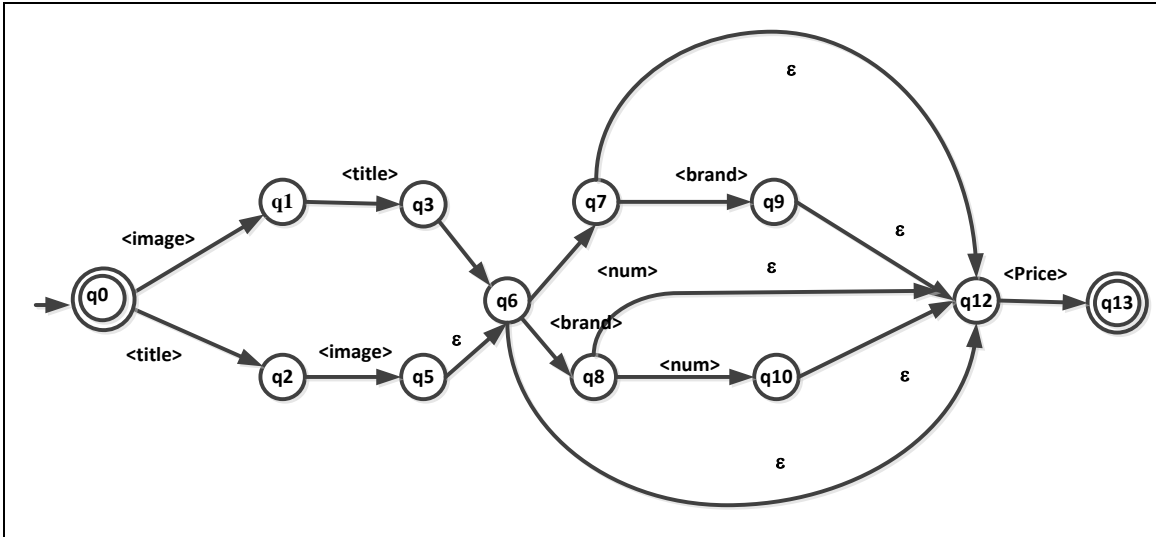 ε
<title>
<brand>
q1
q3
q7
q9
<image>
ε
<num>
ε
<Price>
q0
q6
q12
q13
<brand>
<title>
<image>
ε
<num>
q2
q5
q8
q10
ε
ε